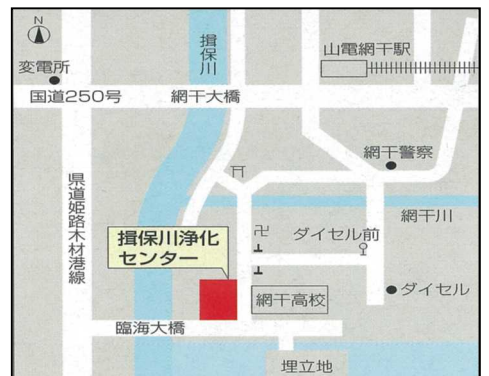 N
揖保川
山電網干駅
変電所
国道250号
網干大橋
網干警察
県道姫路木材港線
網干川
揖保川浄化
センター
卍
ダイセル前
ダイセル
網干高校
臨海大橋
埋立地